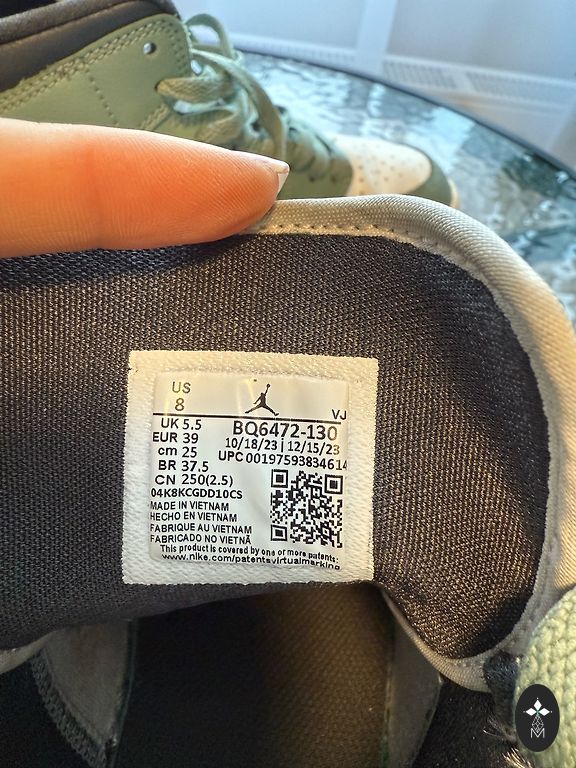 US
8
VJ
UK 5.5
BQ6472-130
EUR 39
10/18/23 | 12/15/23
cm 25
UPC 00197593834614
BR 37.5
CN 250(2.5)
04K8KCGDD10CS
MADE IN VIETNAM
HECHO EN VIETNAM
FABRIQUE AU VIETNAM
FABRICADO NO VIETNÃ
This product is covered by one or more patents:
www.nike.com/patentsvirtualmarking
M